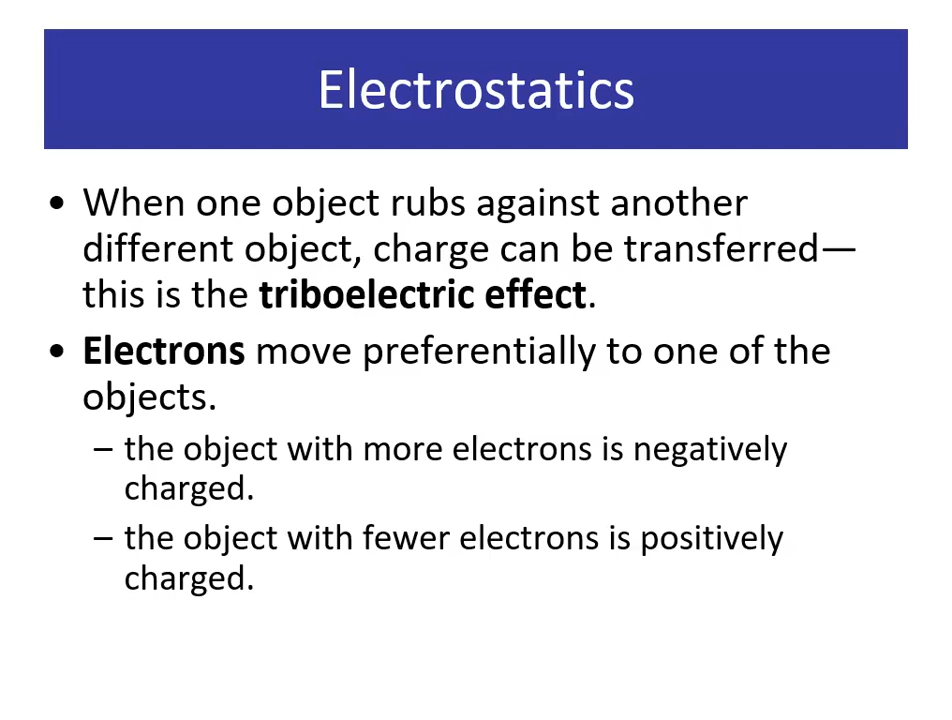 Electrostatics
• When one object rubs against another
different object, charge can be transferred—
this is the triboelectric effect.
• Electrons move preferentially to one of the
objects.
– the object with more electrons is negatively
charged.
– the object with fewer electrons is positively
charged.